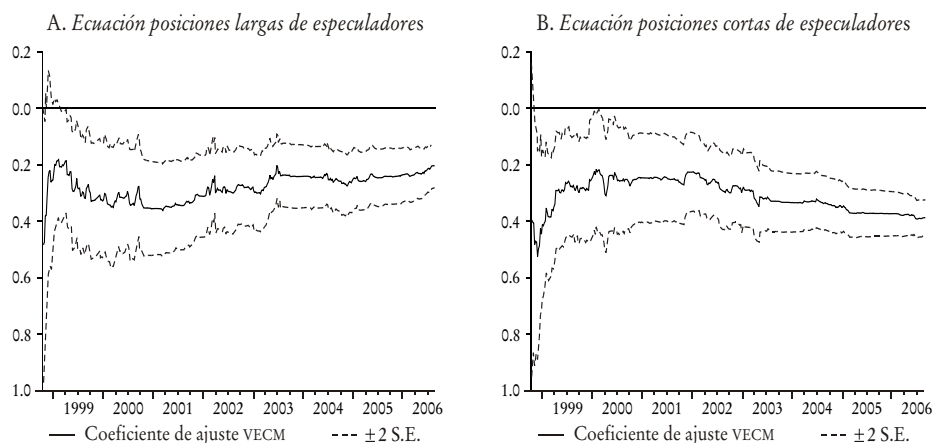 A. Ecuación posiciones largas de especuladores
0.2
0.0
0.2
0.4
0.6
0.8
1.0
1999 2000 2001 2002 2003 2004 2005 2006
Coeficiente de ajuste VECM ±2 S.E.
B. Ecuación posiciones cortas de especuladores
0.2
0.0
0.2
0.4
0.6
0.8
1.0
1999 2000 2001 2002 2003 2004 2005 2006
Coeficiente de ajuste VECM ±2 S.E.